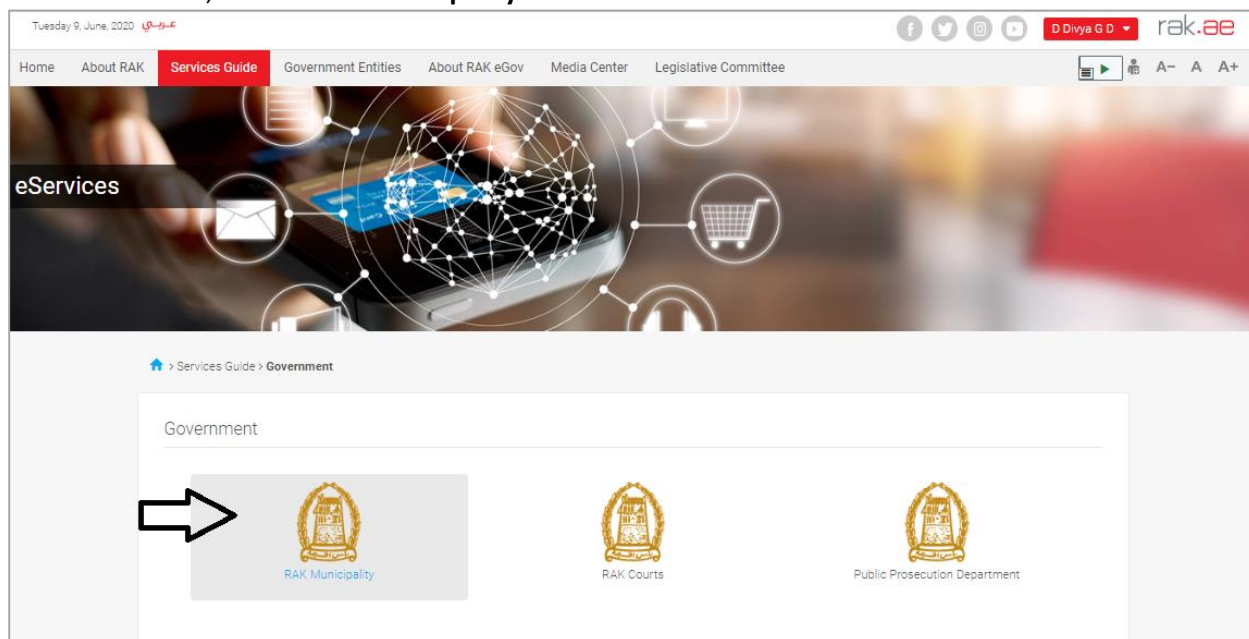 Tuesday 9, June, 2020 عربي
D Divya G D
rak.ae
Home About RAK Services Guide Government Entities About RAK eGov Media Center Legislative Committee A- A A+
eServices
> Services Guide > Government
Government
RAK Municipality RAK Courts Public Prosecution Department